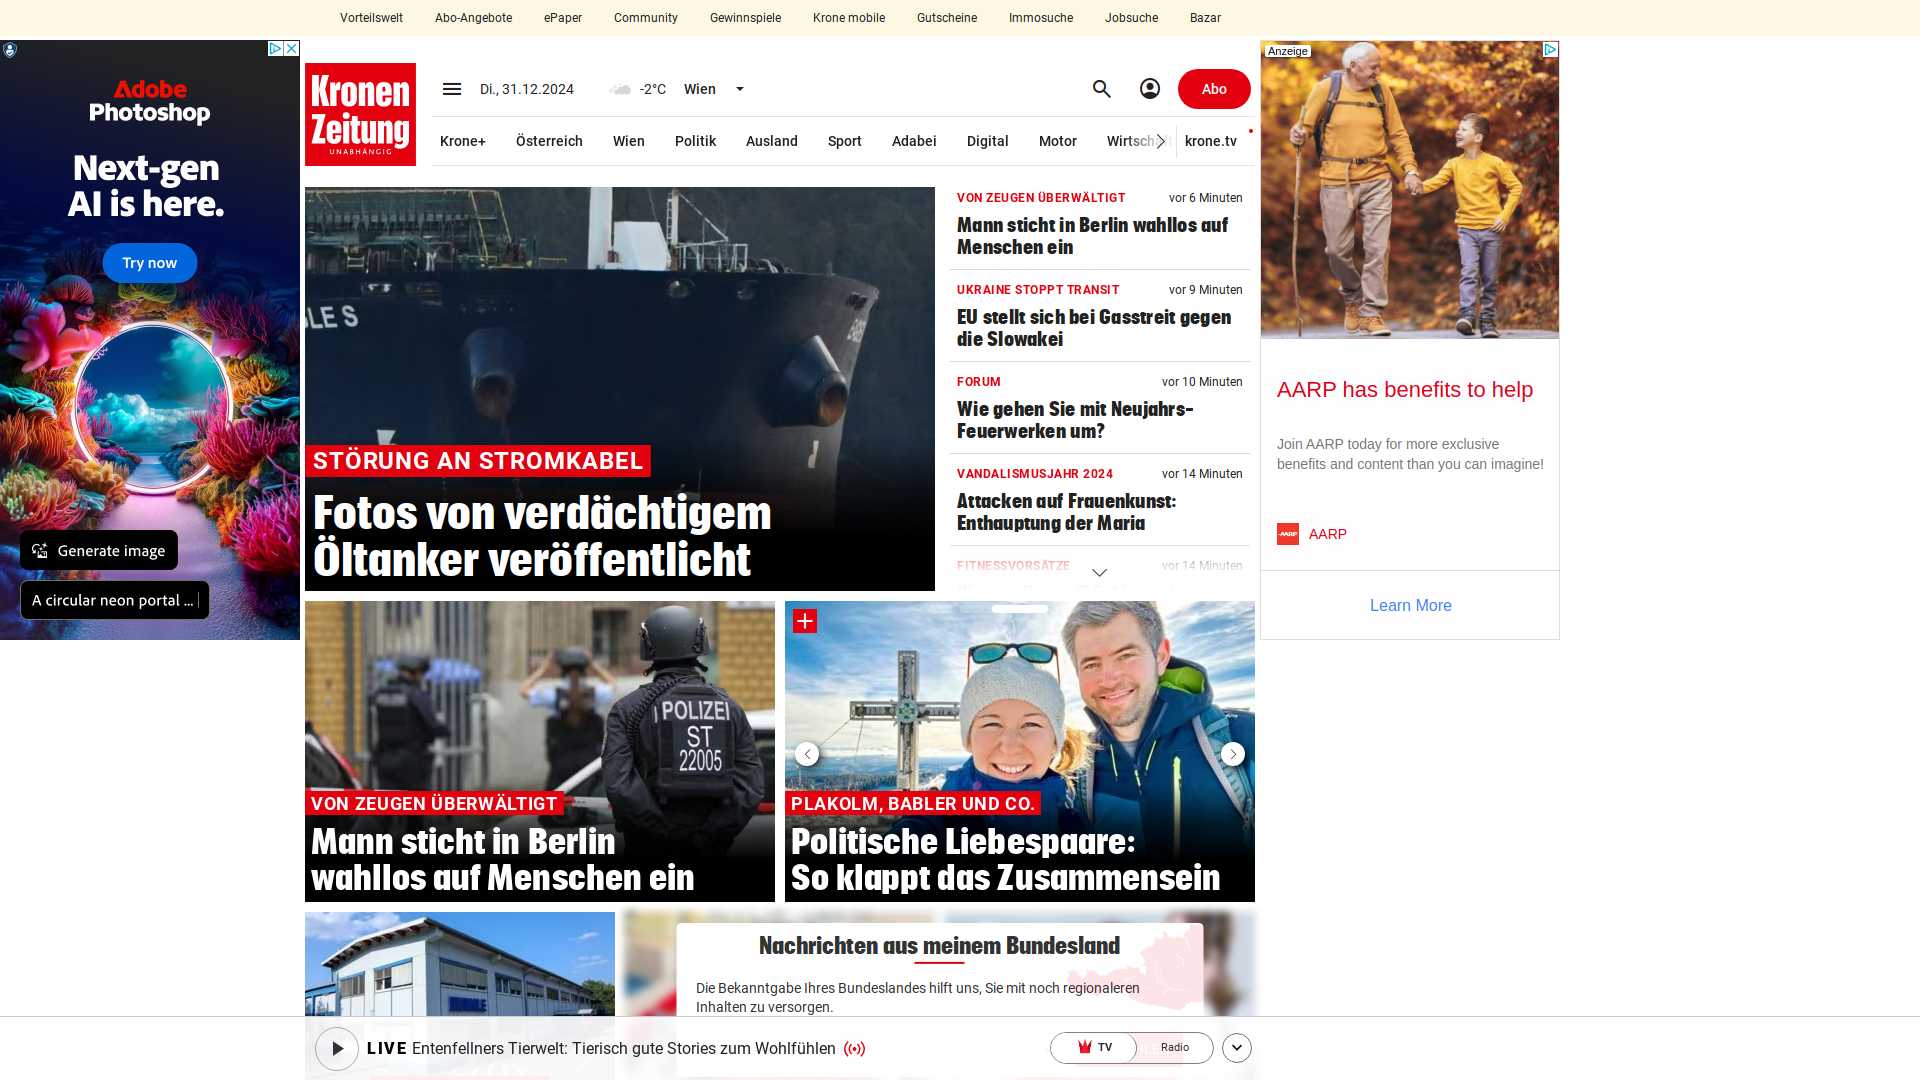 Vorteilswelt
Abo-Angebote
ePaper
Community
Gewinnspiele
Krone mobile
Gutscheine
Immosuche
Jobsuche
Bazar
Adobe
Photoshop
Next-gen
AI is here.
Try now
Generate image
A circular neon portal ...
Kronen
Zeitung
UNABHÄNGIG
Di., 31.12.2024
-2°C
Wien
Abo
Krone+
Österreich
Wien
Politik
Ausland
Sport
Adabei
Digital
Motor
Wirtschaft
krone.tv
STÖRUNG AN STROMKABEL
Fotos von verdächtigem
Öltanker veröffentlicht
VON ZEUGEN ÜBERWÄLTIGT
vor 6 Minuten
Mann sticht in Berlin wahllos auf
Menschen ein
UKRAINE STOPPT TRANSIT
vor 9 Minuten
EU stellt sich bei Gasstreit gegen
die Slowakei
FORUM
vor 10 Minuten
Wie gehen Sie mit Neujahrs-
Feuerwerken um?
VANDALISMUSJAHR 2024
vor 14 Minuten
Attacken auf Frauenkunst:
Enthauptung der Maria
FITNESSVORSÄTZE
vor 14 Minuten
POLIZEI
ST
22005
VON ZEUGEN ÜBERWÄLTIGT
Mann sticht in Berlin
wahllos auf Menschen ein
PLAKOLM, BABLER UND CO.
Politische Liebespaare:
So klappt das Zusammensein
Nachrichten aus meinem Bundesland
Die Bekanntgabe Ihres Bundeslandes hilft uns, Sie mit noch regionaleren
Inhalten zu versorgen.
LIVE Entenfellners Tierwelt: Tierisch gute Stories zum Wohlfühlen
TV
Radio
Anzeige
AARP has benefits to help
Join AARP today for more exclusive
benefits and content than you can imagine!
AARP
Learn More